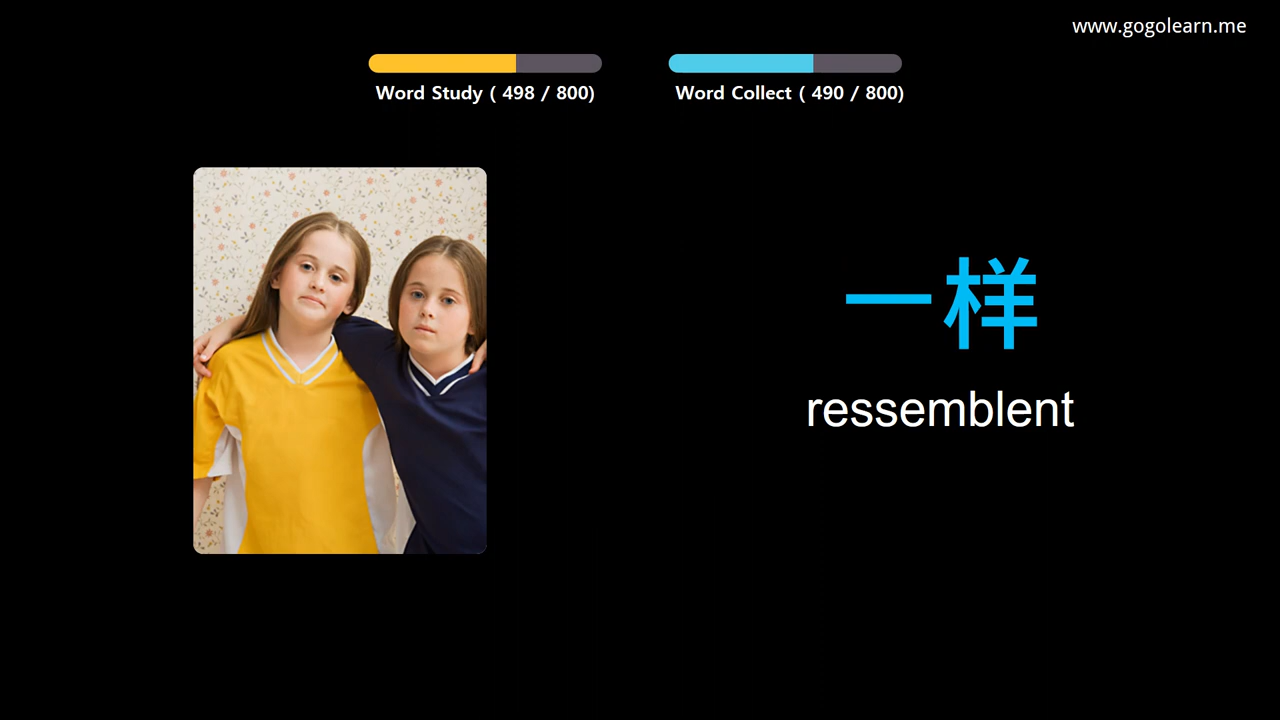 www.gogolearn.me
Word Study ( 498 / 800)
Word Collect ( 490 / 800)
一样
ressemblent